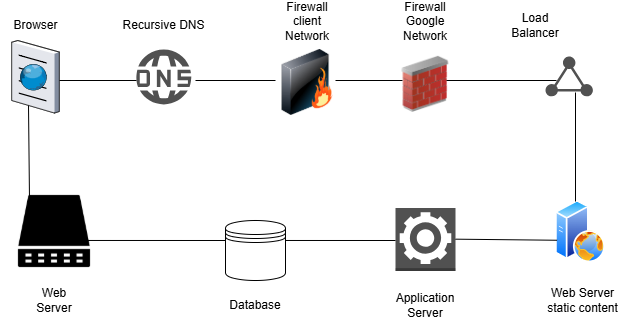 Browser
Recursive DNS
Firewall
client
Network
Firewall
Google
Network
Load
Balancer
DNS
Web
Server
Database
Application
Server
Web Server
static content